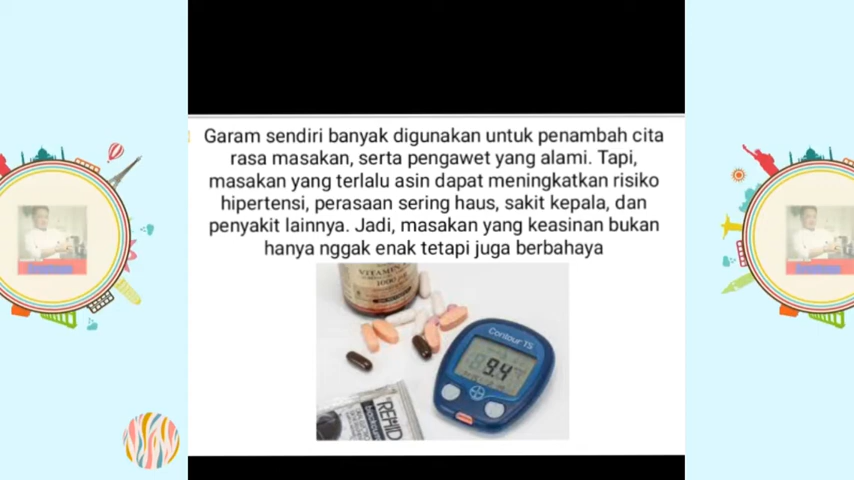 Garam sendiri banyak digunakan untuk penambah cita
rasa masakan, serta pengawet yang alami. Tapi,
masakan yang terlalu asin dapat meningkatkan risiko
hipertensi, perasaan sering haus, sakit kepala, dan
penyakit lainnya. Jadi, masakan yang keasinan bukan
hanya nggak enak tetapi juga berbahaya
VITAMIN
1000
Contour TS
9.4
REHID